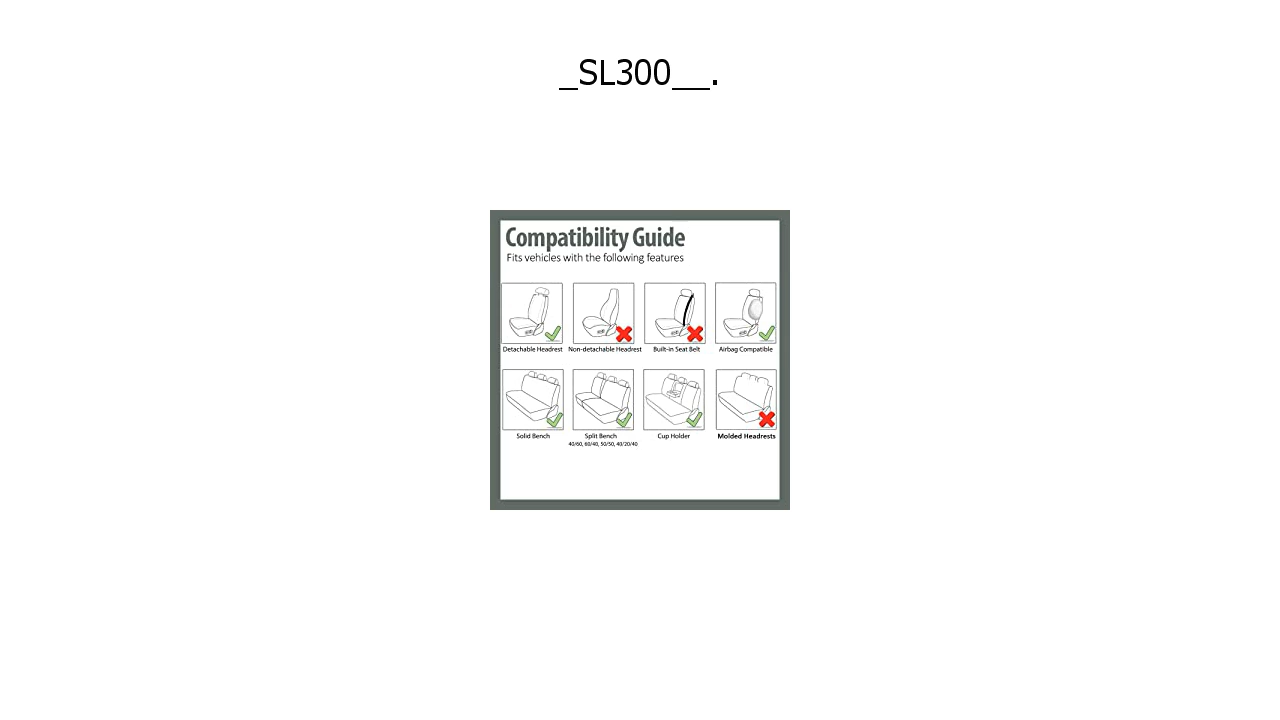 _SL300__.
Compatibility Guide
Fits vehicles with the following features
Detachable Headrest
Non-detachable Headrest
Built-in Seat Belt
Airbag Compatible
Solid Bench
Split Bench
40/60, 60/40, 50/50, 40/20/40
Cup Holder
Molded Headrests